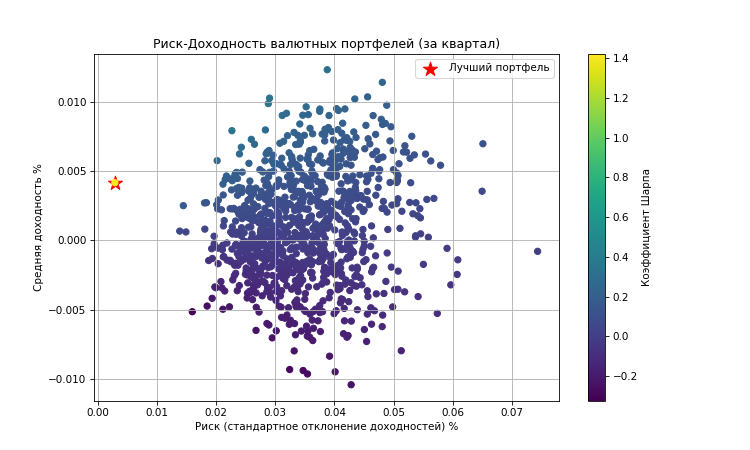 Риск-Доходность валютных портфелей (за квартал)
Лучший портфель
Средняя доходность %
0.010
0.005
0.000
−0.005
−0.010
0.00 0.01 0.02 0.03 0.04 0.05 0.06 0.07
Риск (стандартное отклонение доходностей) %
1.4
1.2
1.0
0.8
0.6
0.4
0.2
0.0
−0.2
Коэффициент Шарпа